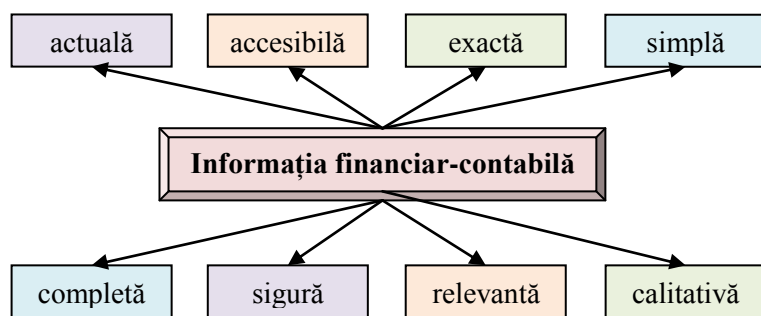 actuală
accesibilă
exactă
simplă
Informația financiar-contabilă
completă
sigură
relevantă
calitativă